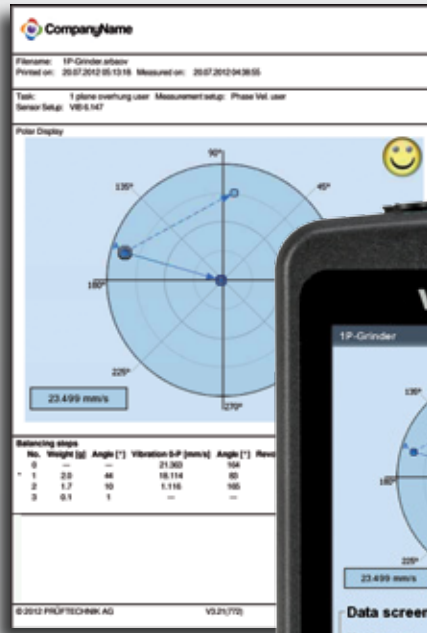 CompanyName
Filename: 1P-Grinder.srbaov
Printed on: 20.07.2012 05:13:16 Measured on: 20.07.2012 04:38:55
Task: 1 plane overhung user Measurement setup: Phase Vel. user
Sensor Setup: VIB 6.147
Polar Display
90°
135°
45°
180°
225°
270°
23.499 mm/s
Balancing steps
No. Weight [g] Angle [°] Vibration 0-P [mm/s] Angle [°]
0 --- --- 21.363 164
* 1 2.0 44 18.114 80
2 1.7 10 1.116 165
3 0.1 1 --- ---
© 2012 PRÜFTECHNIK AG V3.21(772)
1P-Grinder
135°
180°
225°
23.499 mm/s
Data screen